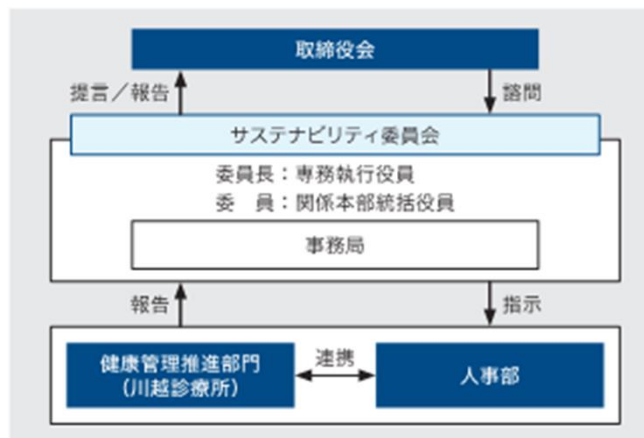 取締役会
提言／報告
諮問
サステナビリティ委員会
委員長：専務執行役員
委　員：関係本部統括役員
事務局
報告
指示
健康管理推進部門
（川越診療所）
連携
人事部